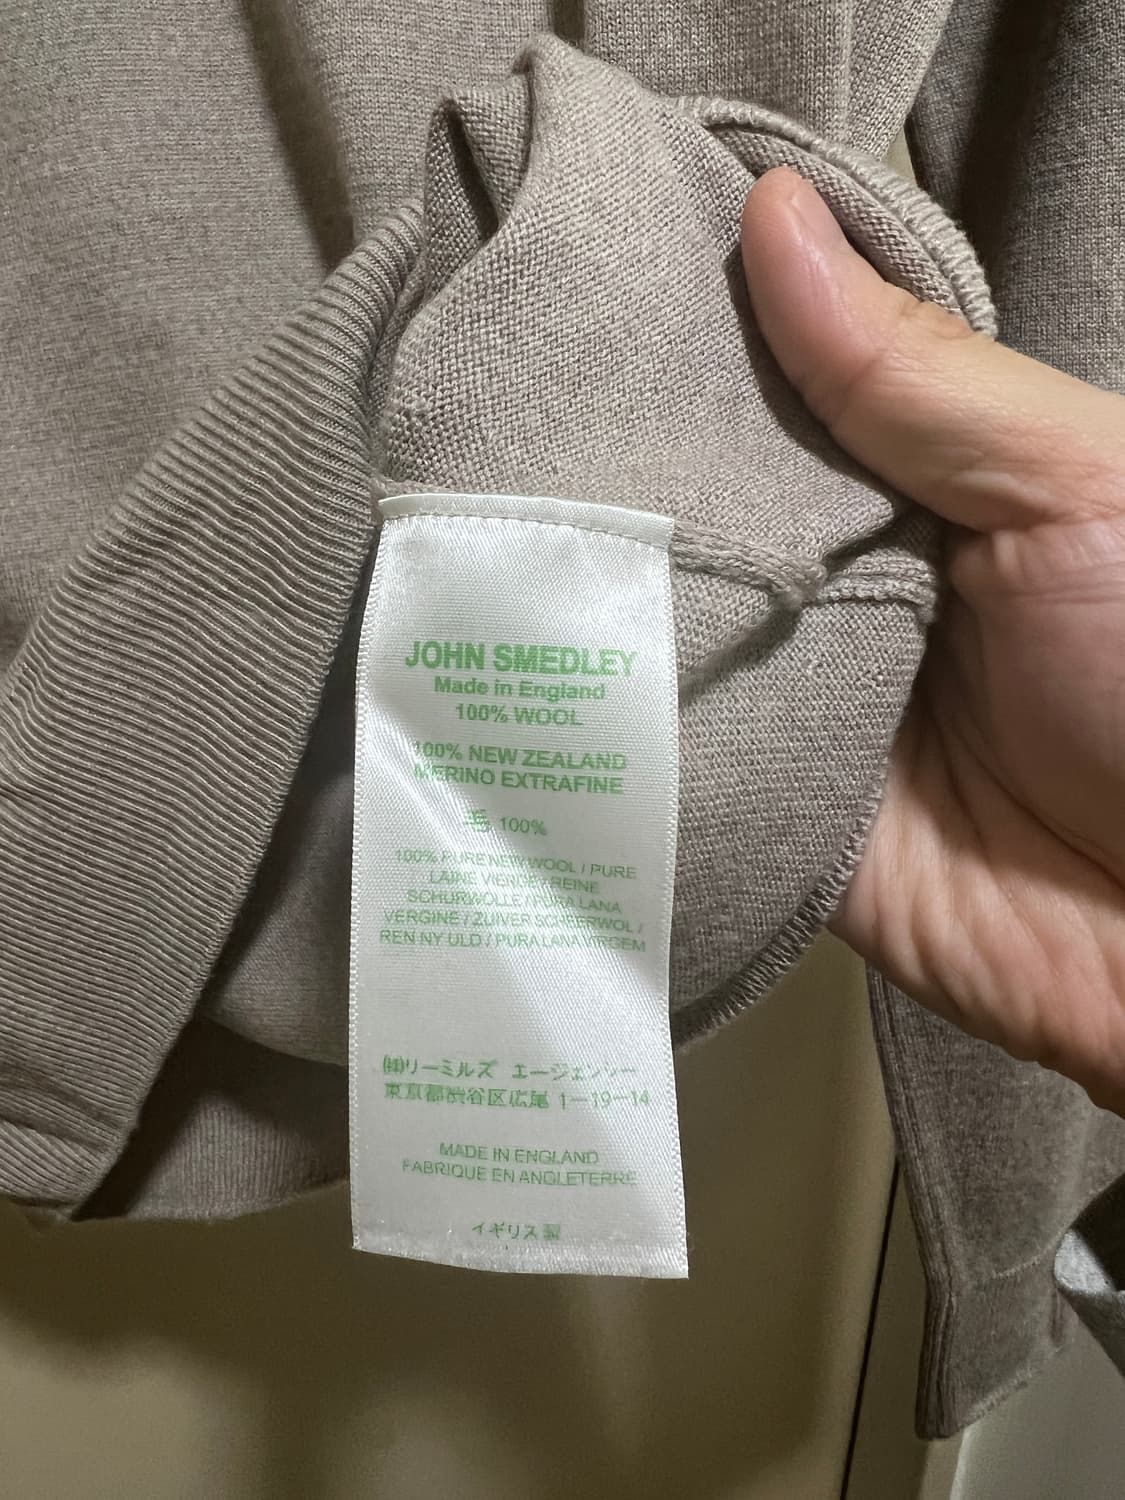 JOHN SMEDLEY
Made in England
100% WOOL
100% NEW ZEALAND
MERINO EXTRAFINE
毛 100%
100% PURE NEW WOOL / PURE
LAINE VIERGE / REINE
SCHURWOLLE / PURA LANA
VERGINE / ZUIVER SCHEERWOL /
REN NY ULD / PURA LANA VIRGEM
㈱リーミルズ エージェンシー
東京都渋谷区広尾 1-19-14
MADE IN ENGLAND
FABRIQUE EN ANGLETERRE
イギリス製